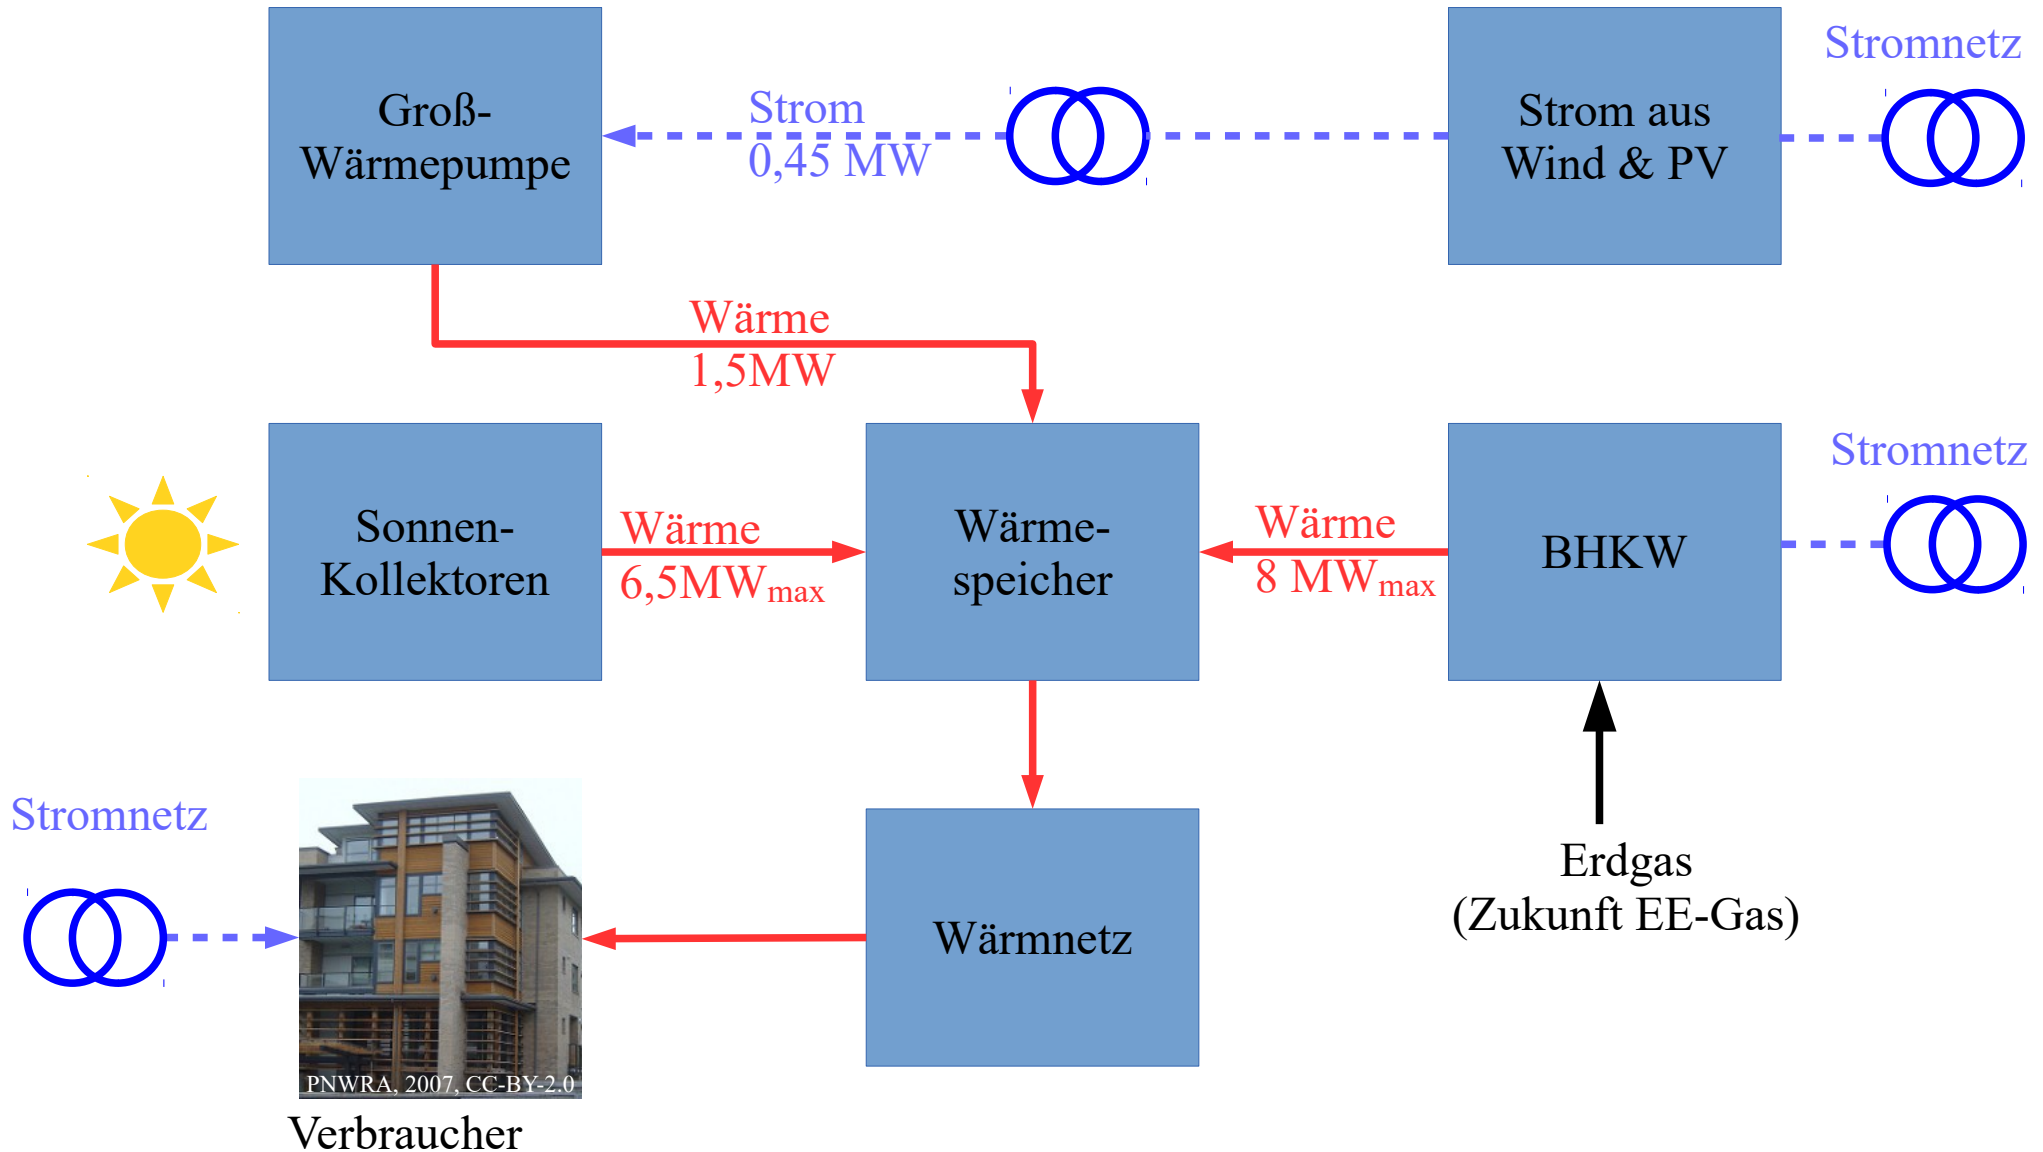 Groß-
Wärmepumpe
Strom
0,45 MW
Strom aus
Wind & PV
Stromnetz
Wärme
1,5MW
Sonnen-
Kollektoren
Wärme
6,5MWmax
Wärme-
speicher
Wärme
8 MWmax
BHKW
Stromnetz
Stromnetz
PNWRA, 2007, CC-BY-2.0
Verbraucher
Wärmnetz
Erdgas
(Zukunft EE-Gas)